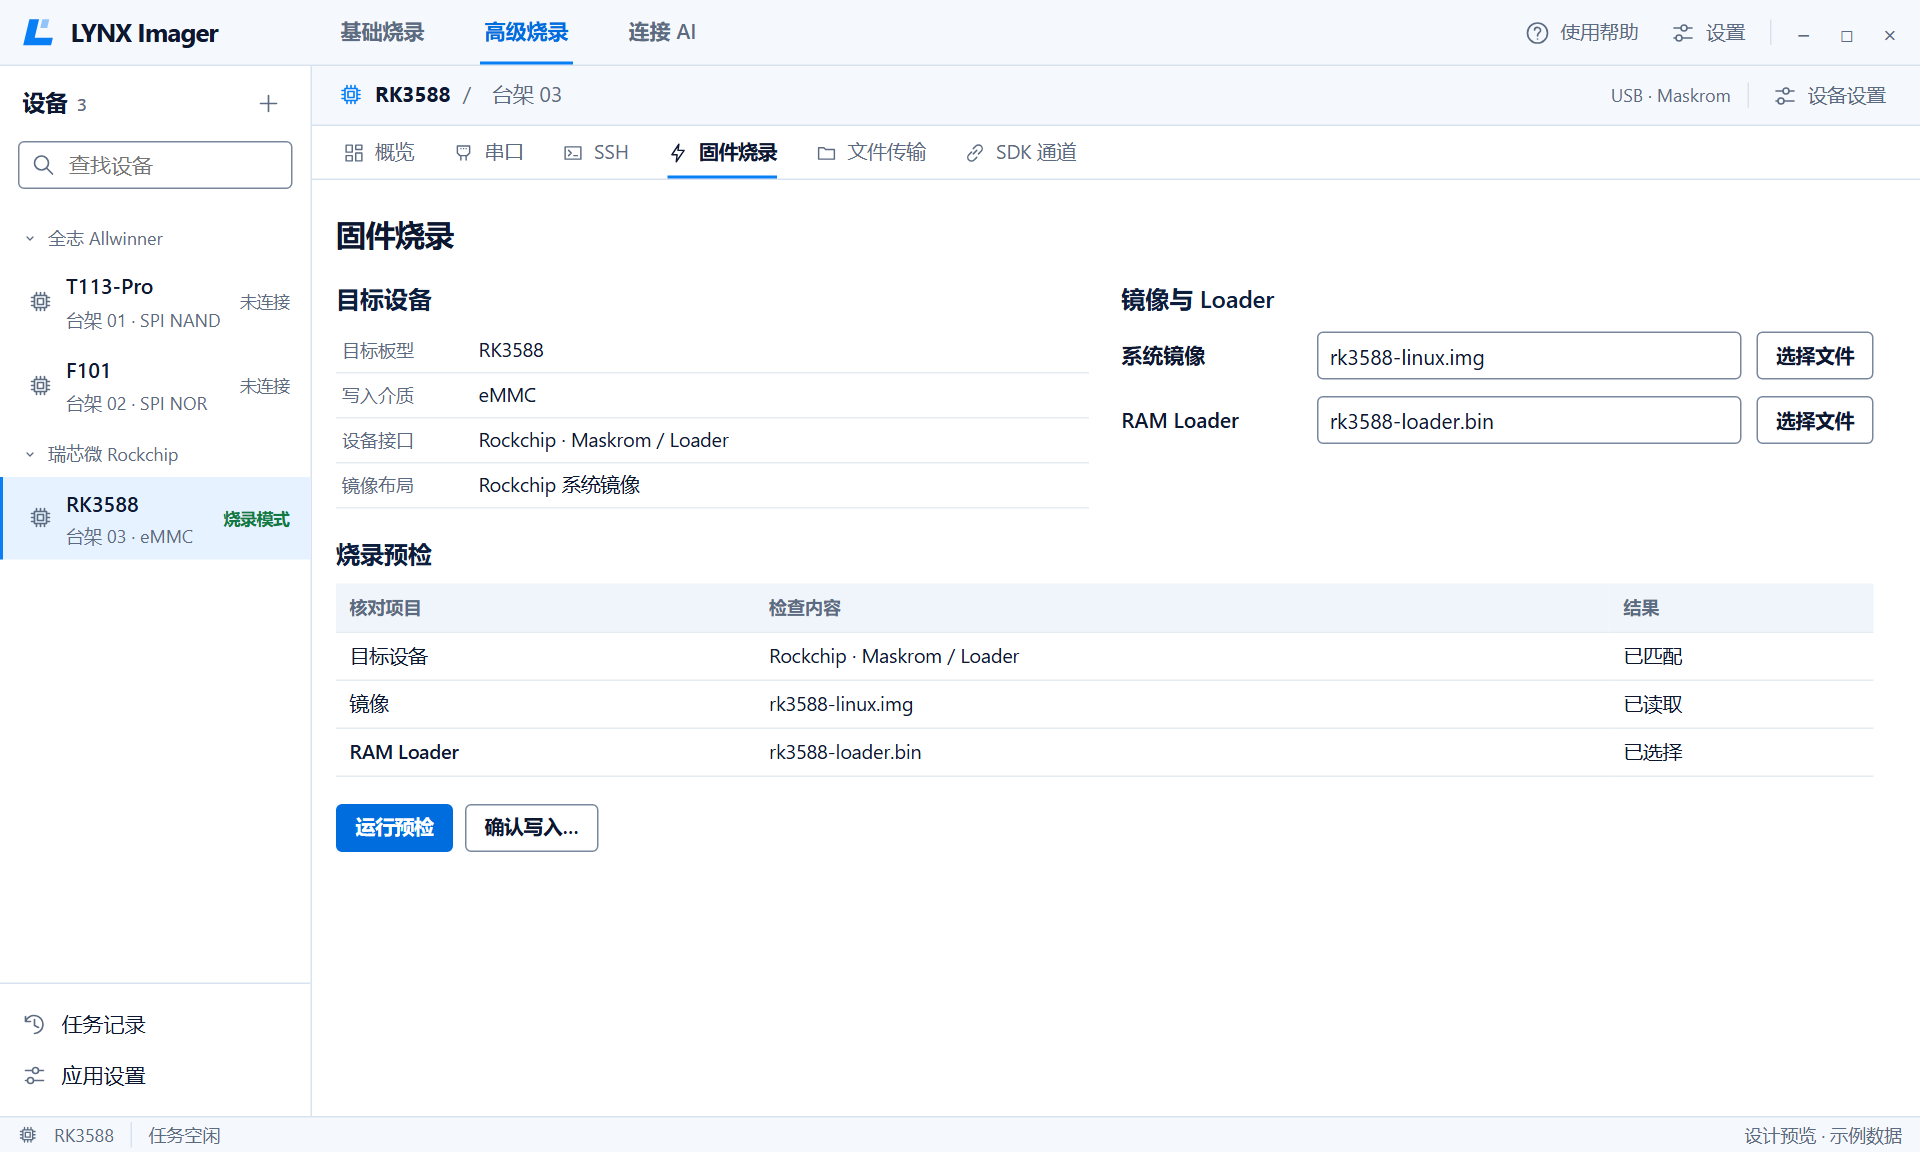 LYNX Imager
基础烧录
高级烧录
连接 AI
使用帮助
设置
设备 3
查找设备
全志 Allwinner
T113-Pro
台架 01 · SPI NAND
未连接
F101
台架 02 · SPI NOR
未连接
瑞芯微 Rockchip
RK3588
台架 03 · eMMC
烧录模式
任务记录
应用设置
RK3588 / 台架 03
USB · Maskrom
设备设置
概览
串口
SSH
固件烧录
文件传输
SDK 通道
固件烧录
目标设备
目标板型 RK3588
写入介质 eMMC
设备接口 Rockchip · Maskrom / Loader
镜像布局 Rockchip 系统镜像
镜像与 Loader
系统镜像 rk3588-linux.img 选择文件
RAM Loader rk3588-loader.bin 选择文件
烧录预检
核对项目 检查内容 结果
目标设备 Rockchip · Maskrom / Loader 已匹配
镜像 rk3588-linux.img 已读取
RAM Loader rk3588-loader.bin 已选择
运行预检 确认写入...
RK3588 任务空闲
设计预览 · 示例数据